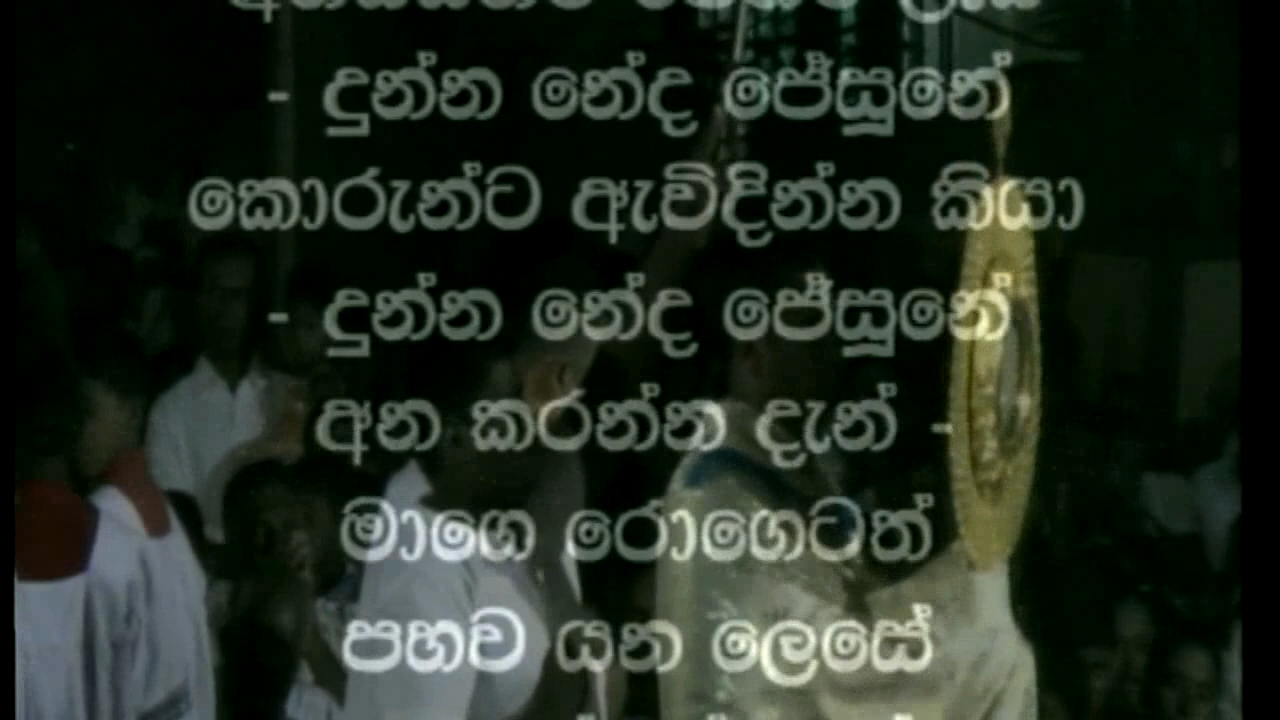 - දුන්න නේද ජේසූනේ
කොරුන්ට ඇවිදින්න කියා
- දුන්න නේද ජේසූනේ
අන කරන්න දැන් -
මාගෙ රොගෙටත්
පහව යන ලෙසේ